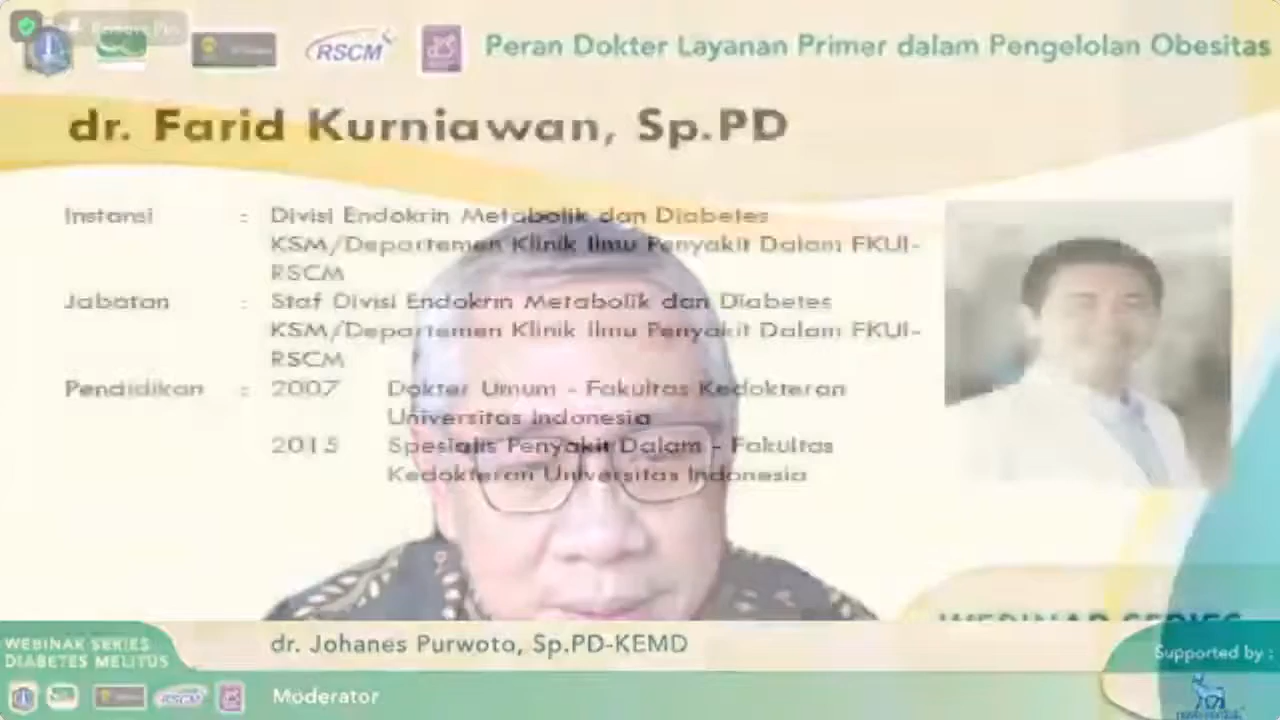 RSCM
Peran Dokter Layanan Primer dalam Pengelolan Obesitas
dr. Farid Kurniawan, Sp.PD
Instansi : Divisi Endokrin Metabolik dan Diabetes
KSM/Departemen Klinik Ilmu Penyakit Dalam FKUI-
RSCM
Jabatan : Staf Divisi Endokrin Metabolik dan Diabetes
KSM/Departemen Klinik Ilmu Penyakit Dalam FKUI-
RSCM
Pendidikan : 2007 Dokter Umum - Fakultas Kedokteran
Universitas Indonesia
2015 Spesialis Penyakit Dalam - Fakultas
Kedokteran Universitas Indonesia
WEBINAR SERIES
dr. Johanes Purwoto, Sp.PD-KEMD
WEBINAR SERIES
DIABETES MELITUS
Supported by :
RSCM
Moderator